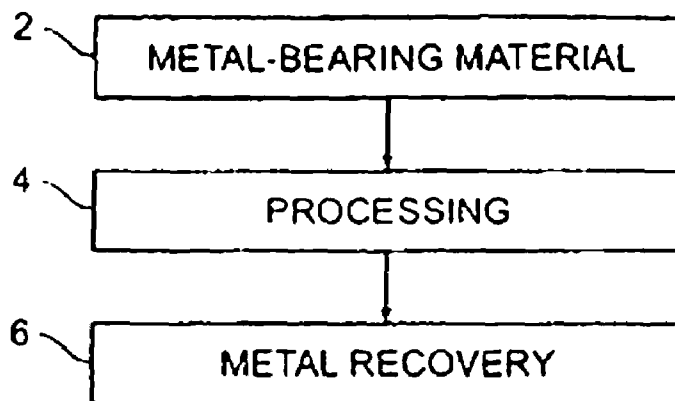 2
METAL-BEARING MATERIAL
4
PROCESSING
6
METAL RECOVERY